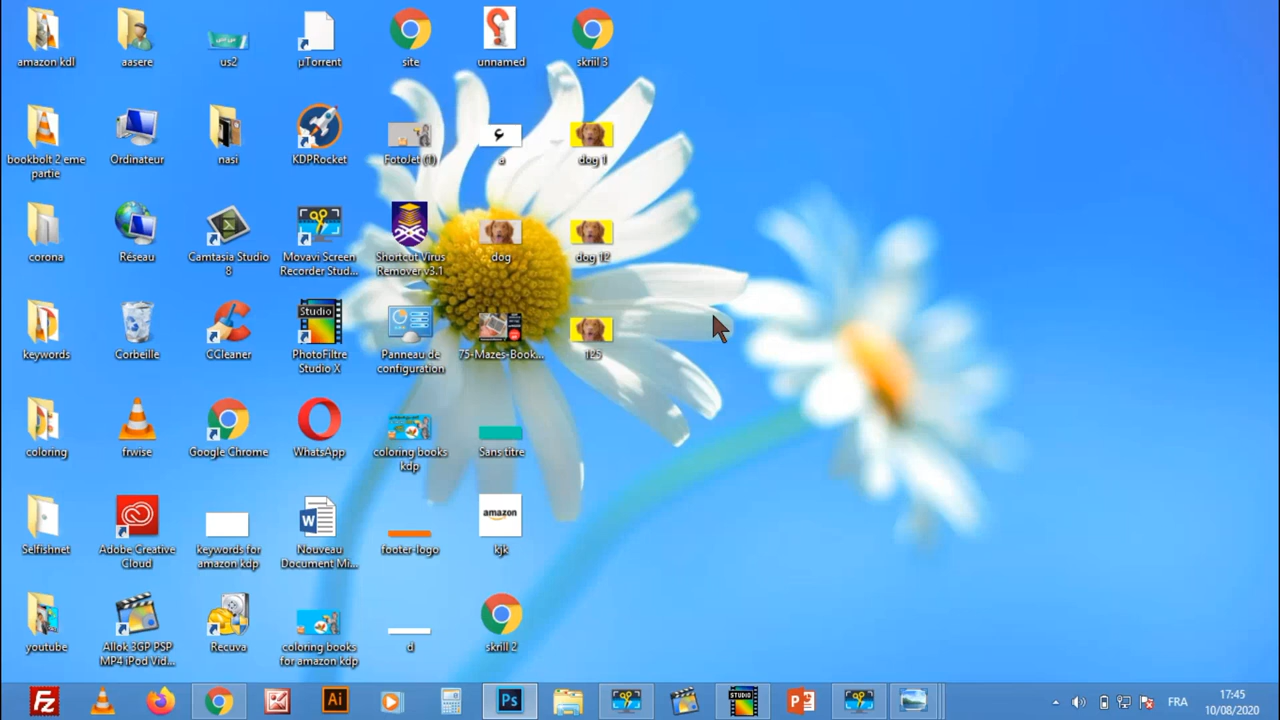 amazon kdl
aasere
us2
µTorrent
site
unnamed
skriil 3
bookbolt 2 eme
partie
Ordinateur
nasi
KDPRocket
FotoJet (1)
a
dog 1
corona
Réseau
Camtasia Studio
8
Movavi Screen
Recorder Stud...
Shortcut Virus
Remover v3.1
dog
dog 12
keywords
Corbeille
CCleaner
Studio
PhotoFiltre
Studio X
Panneau de
configuration
75-Mazes-Book...
125
coloring
frwise
Google Chrome
WhatsApp
coloring books
kdp
Sans titre
Selfishnet
Adobe Creative
Cloud
keywords for
amazon kdp
Nouveau
Document Mi...
footer-logo
amazon
kjk
youtube
Allok 3GP PSP
MP4 iPod Vid...
Recuva
coloring books
for amazon kdp
d
skrill 2
Fz
Ai
Ps
STUDIO
P
FRA
17:45
10/08/2020